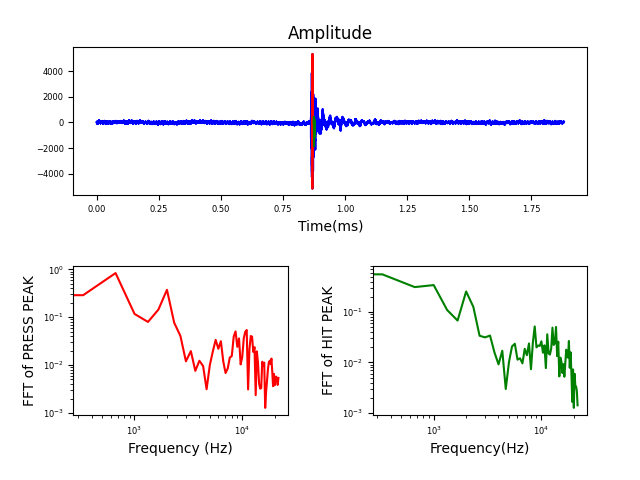 Amplitude
4000
2000
0
−2000
−4000
0.00 0.25 0.50 0.75 1.00 1.25 1.50 1.75
Time(ms)
FFT of PRESS PEAK
10⁰
10⁻¹
10⁻²
10⁻³
10³ 10⁴
Frequency (Hz)
FFT of HIT PEAK
10⁻¹
10⁻²
10⁻³
10³ 10⁴
Frequency(Hz)